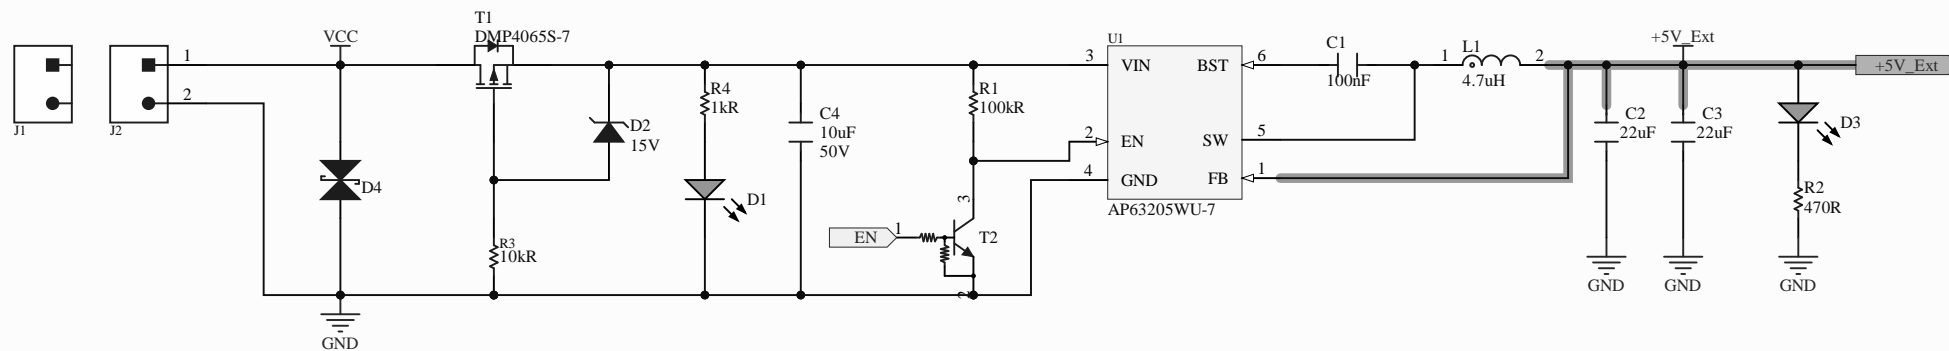 J1
J2
1
2
VCC
D4
GND
T1
DMP4065S-7
R3
10kR
D2
15V
R4
1kR
D1
C4
10uF
50V
EN
1
3
T2
2
R1
100kR
3
2
4
U1
VIN
EN
GND
BST
SW
FB
AP63205WU-7
6
5
1
C1
100nF
1
L1
4.7uH
2
C2
22uF
GND
+5V_Ext
C3
22uF
GND
D3
R2
470R
GND
+5V_Ext